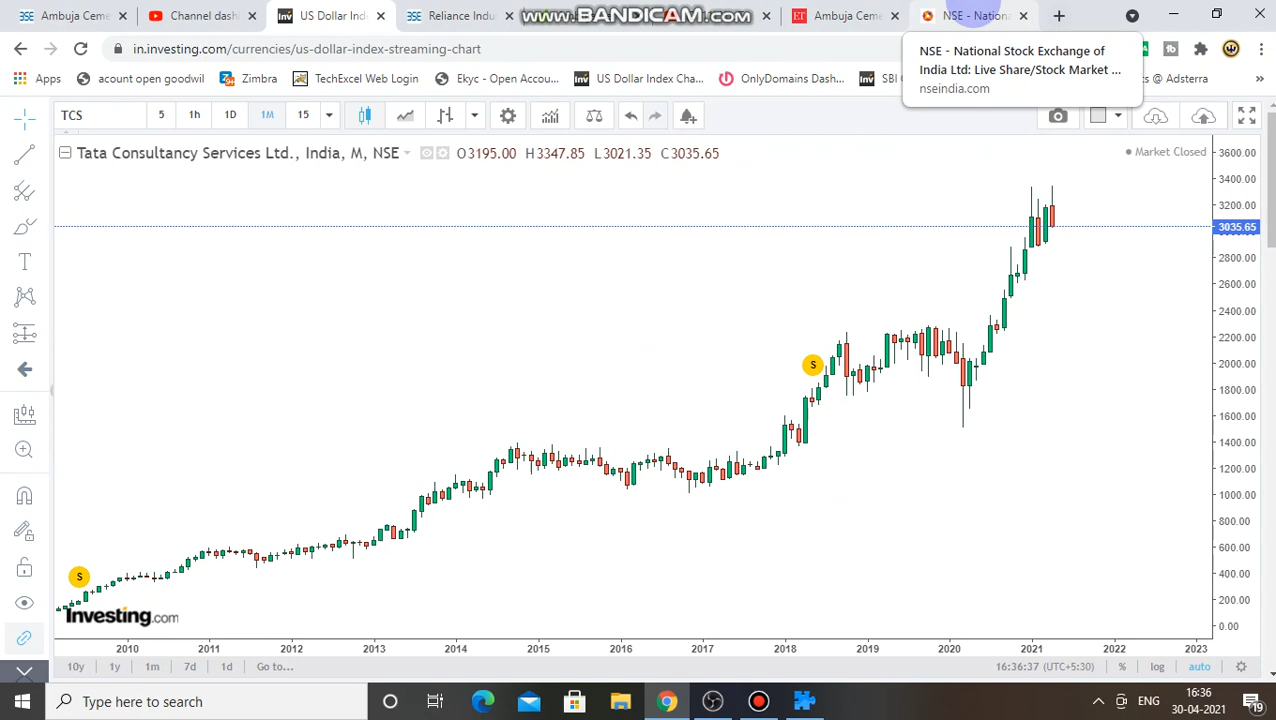 Ambuja Ceme
Channel dash
US Dollar Inde
Reliance Indu
www.BANDICAM.com
ET Ambuja Ceme
NSE - Nationa
in.investing.com/currencies/us-dollar-index-streaming-chart
NSE - National Stock Exchange of
India Ltd: Live Share/Stock Market ...
nseindia.com
Apps
acount open goodwil
Zimbra
TechExcel Web Login
Ekyc - Open Accou...
Inv US Dollar Index Cha...
OnlyDomains Dash...
Inv SBI
@ Adsterra
TCS
5
1h
1D
1M
15
Tata Consultancy Services Ltd., India, M, NSE
O3195.00 H3347.85 L3021.35 C3035.65
Market Closed
3600.00
3400.00
3200.00
3035.65
2800.00
2600.00
2400.00
2200.00
2000.00
1800.00
1600.00
1400.00
1200.00
1000.00
800.00
600.00
400.00
200.00
0.00
S
S
Investing.com
2010 2011 2012 2013 2014 2015 2016 2017 2018 2019 2020 2021 2022 2023
10y 1y 1m 7d 1d Go to...
16:36:37 (UTC+5:30) % log auto
Type here to search
ENG
16:36
30-04-2021
19